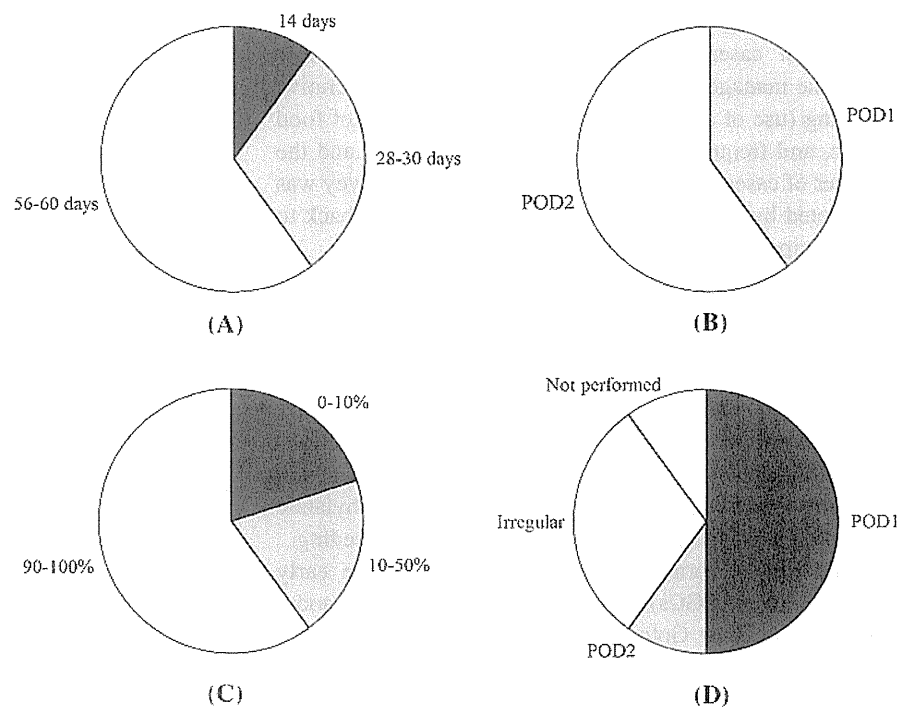 14 days
28-30 days
56-60 days
(A)
POD1
POD2
(B)
0-10%
10-50%
90-100%
(C)
Not performed
Irregular
POD1
POD2
(D)